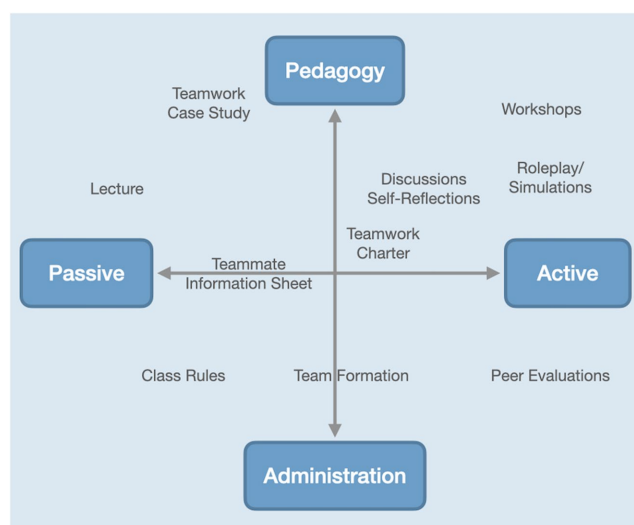 Pedagogy
Teamwork
Case Study
Workshops
Roleplay/
Simulations
Discussions
Self-Reflections
Lecture
Teamwork
Charter
Passive
Teammate
Information Sheet
Active
Class Rules
Team Formation
Peer Evaluations
Administration